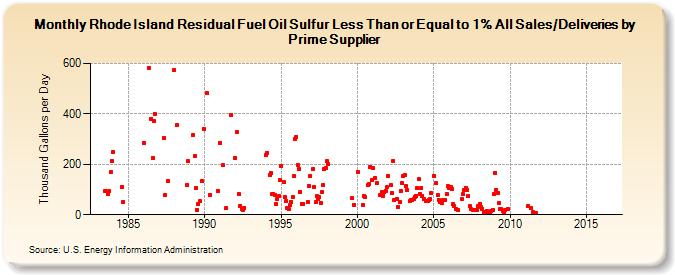 Monthly Rhode Island Residual Fuel Oil Sulfur Less Than or Equal to 1% All Sales/Deliveries by
Prime Supplier
Thousand Gallons per Day
600
400
200
0
1985
1990
1995
2000
2005
2010
2015
Source: U.S. Energy Information Administration